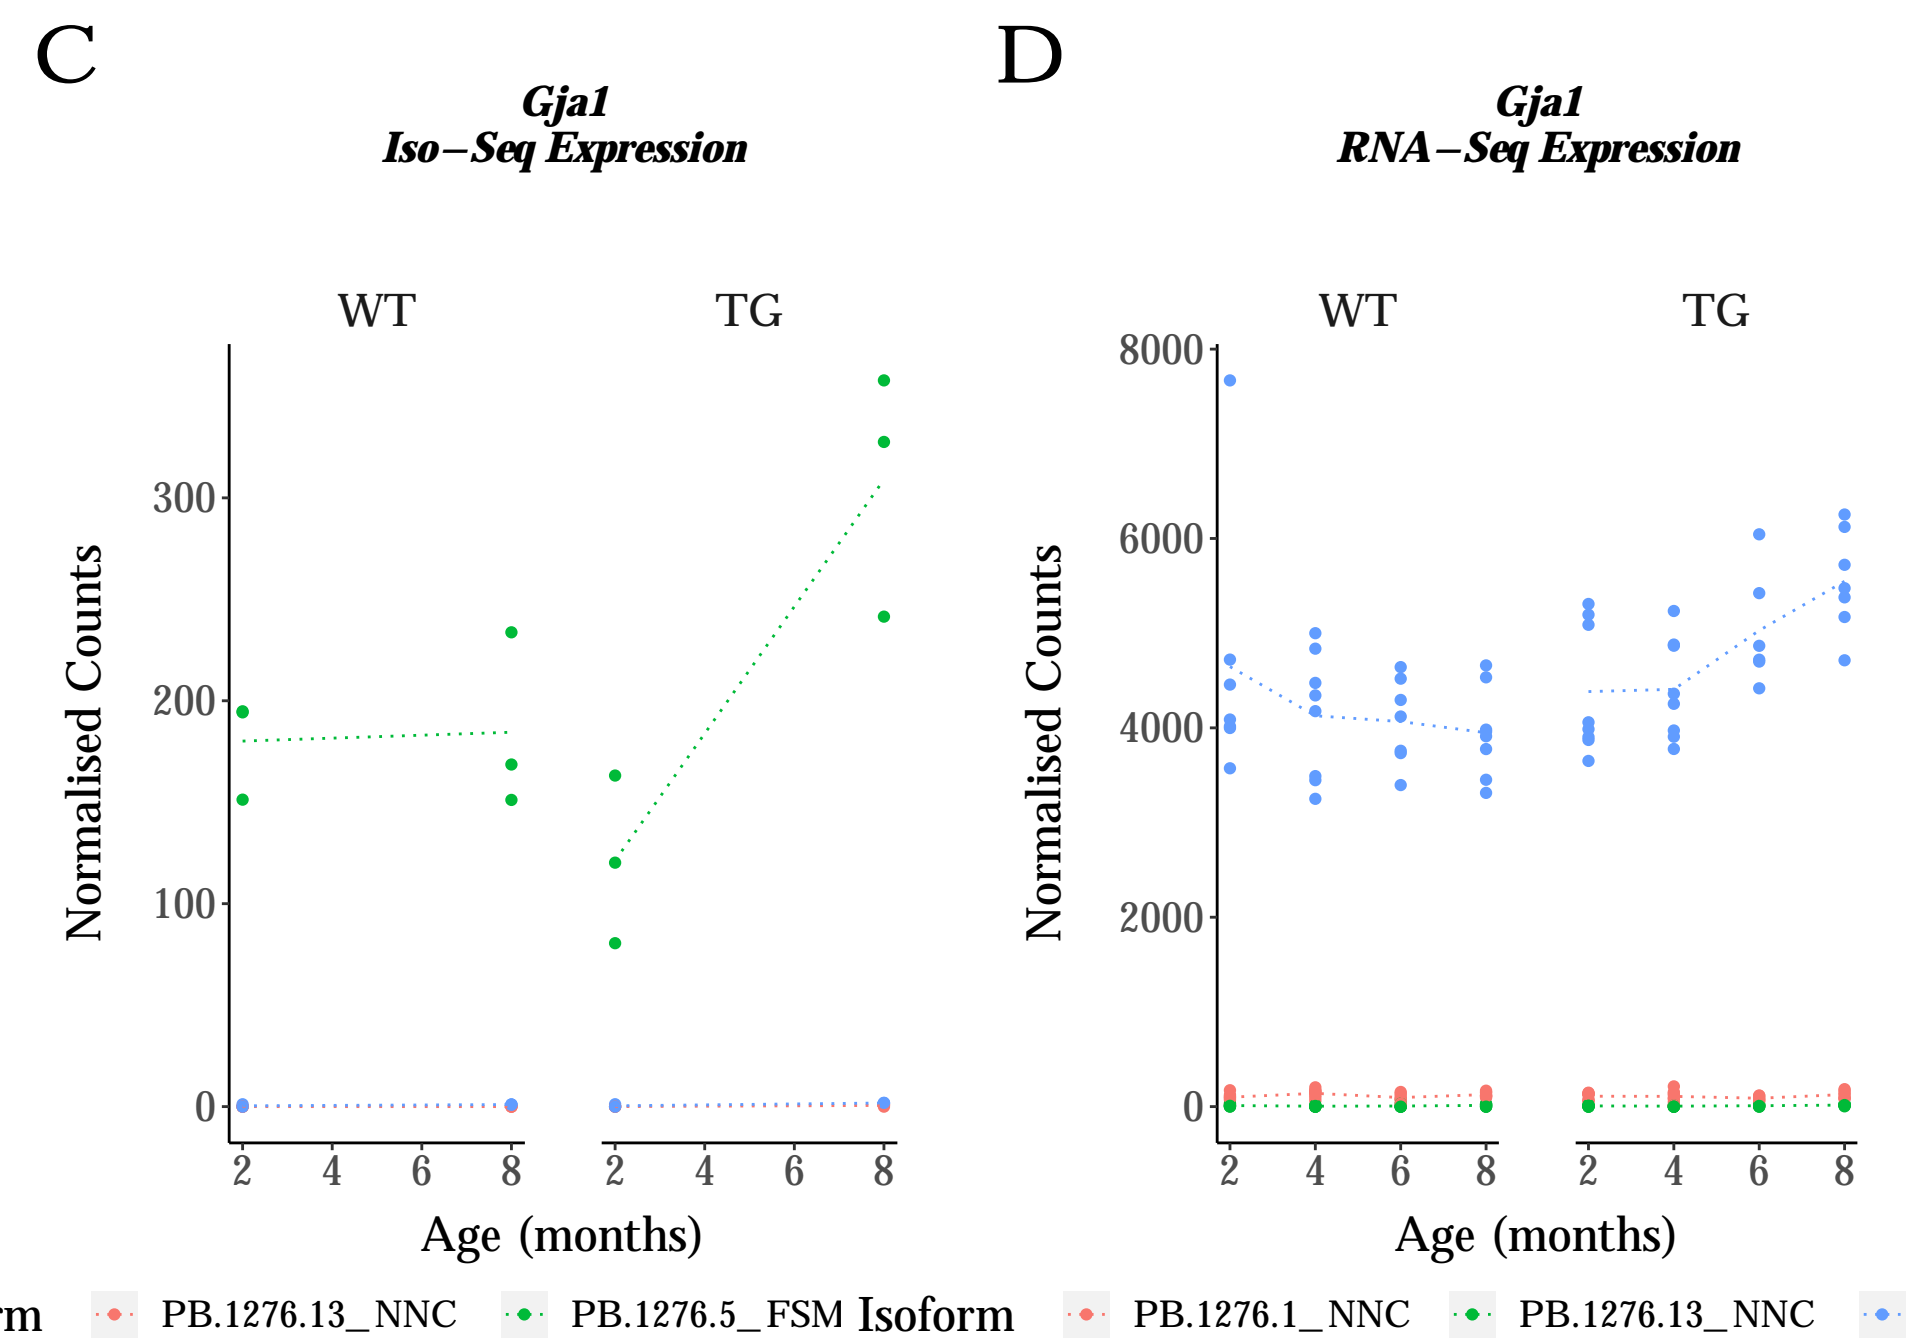 C
Gja1
Iso–Seq Expression
WT TG
300
200
100
0
Normalised Counts
2 4 6 8 2 4 6 8
Age (months)
rm PB.1276.13_NNC PB.1276.5_FSM
D
Gja1
RNA–Seq Expression
WT TG
8000
6000
4000
2000
0
Normalised Counts
2 4 6 8 2 4 6 8
Age (months)
Isoform PB.1276.1_NNC PB.1276.13_NNC